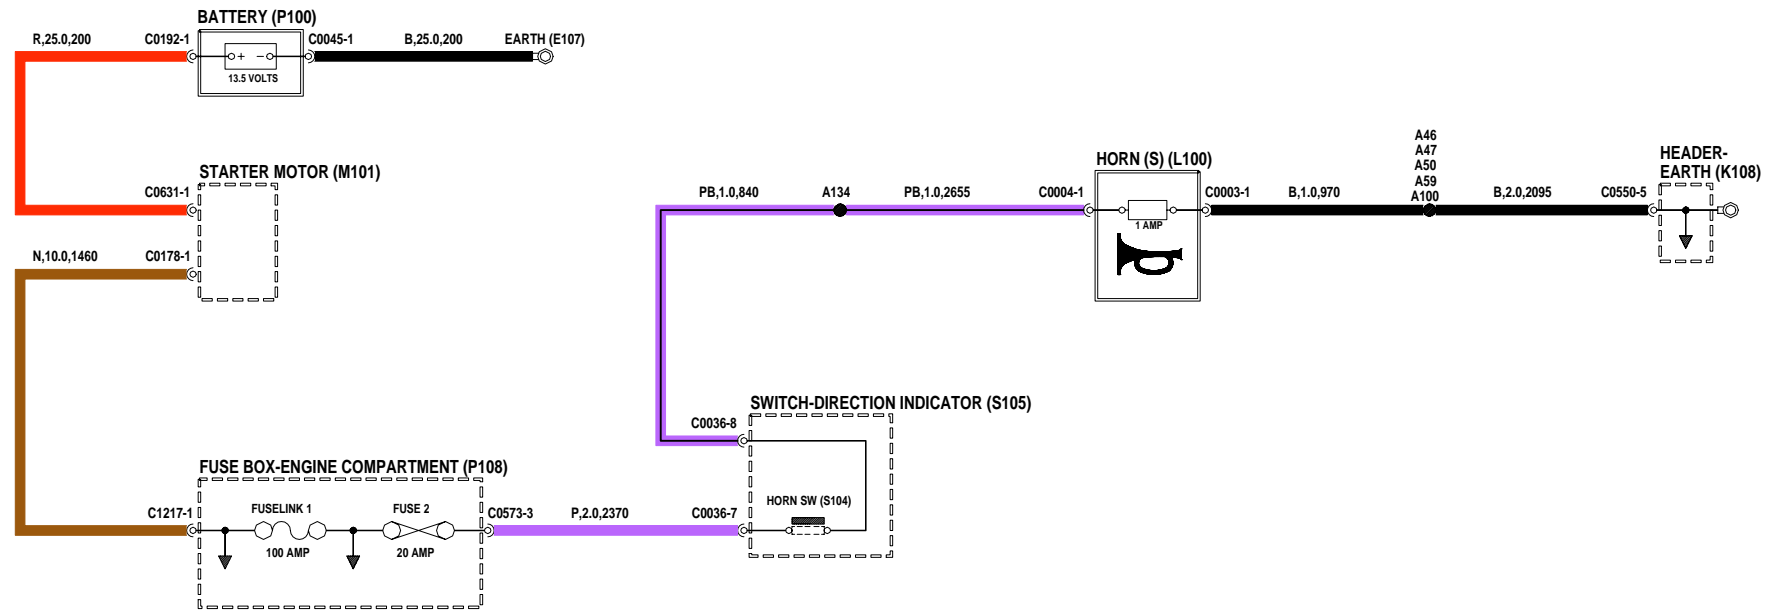 BATTERY (P100)
R,25.0,200
C0192-1
C0045-1
B,25.0,200
EARTH (E107)
+ −
13.5 VOLTS
STARTER MOTOR (M101)
C0631-1
N,10.0,1460
C0178-1
HORN (S) (L100)
A46
A47
A50
A59
A100
HEADER-
EARTH (K108)
PB,1.0,840
A134
PB,1.0,2655
C0004-1
C0003-1
B,1.0,970
B,2.0,2095
C0550-5
1 AMP
SWITCH-DIRECTION INDICATOR (S105)
C0036-8
HORN SW (S104)
FUSE BOX-ENGINE COMPARTMENT (P108)
C1217-1
FUSELINK 1
FUSE 2
C0573-3
P,2.0,2370
C0036-7
100 AMP
20 AMP